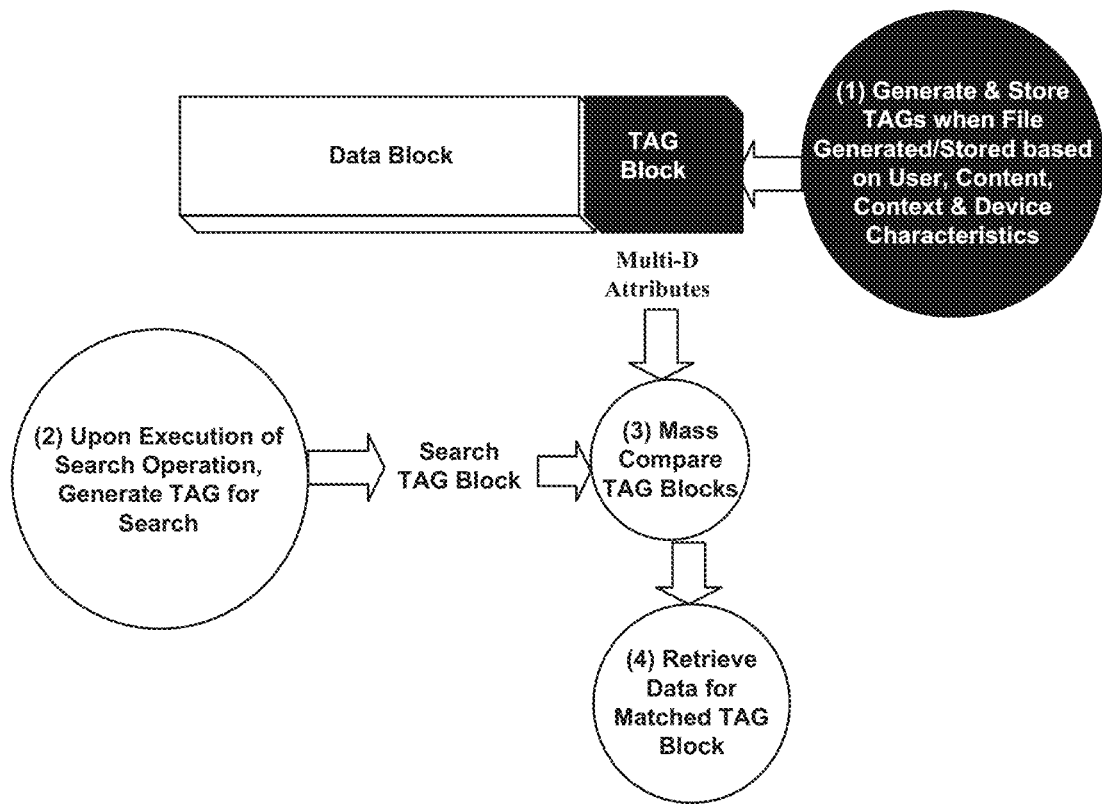 (1) Generate & Store
TAGs when File
Generated/Stored based
on User, Content,
Context & Device
Characteristics
Data Block
TAG
Block
Multi-D
Attributes
(2) Upon Execution of
Search Operation,
Generate TAG for
Search
Search
TAG Block
(3) Mass
Compare
TAG Blocks
(4) Retrieve
Data for
Matched TAG
Block